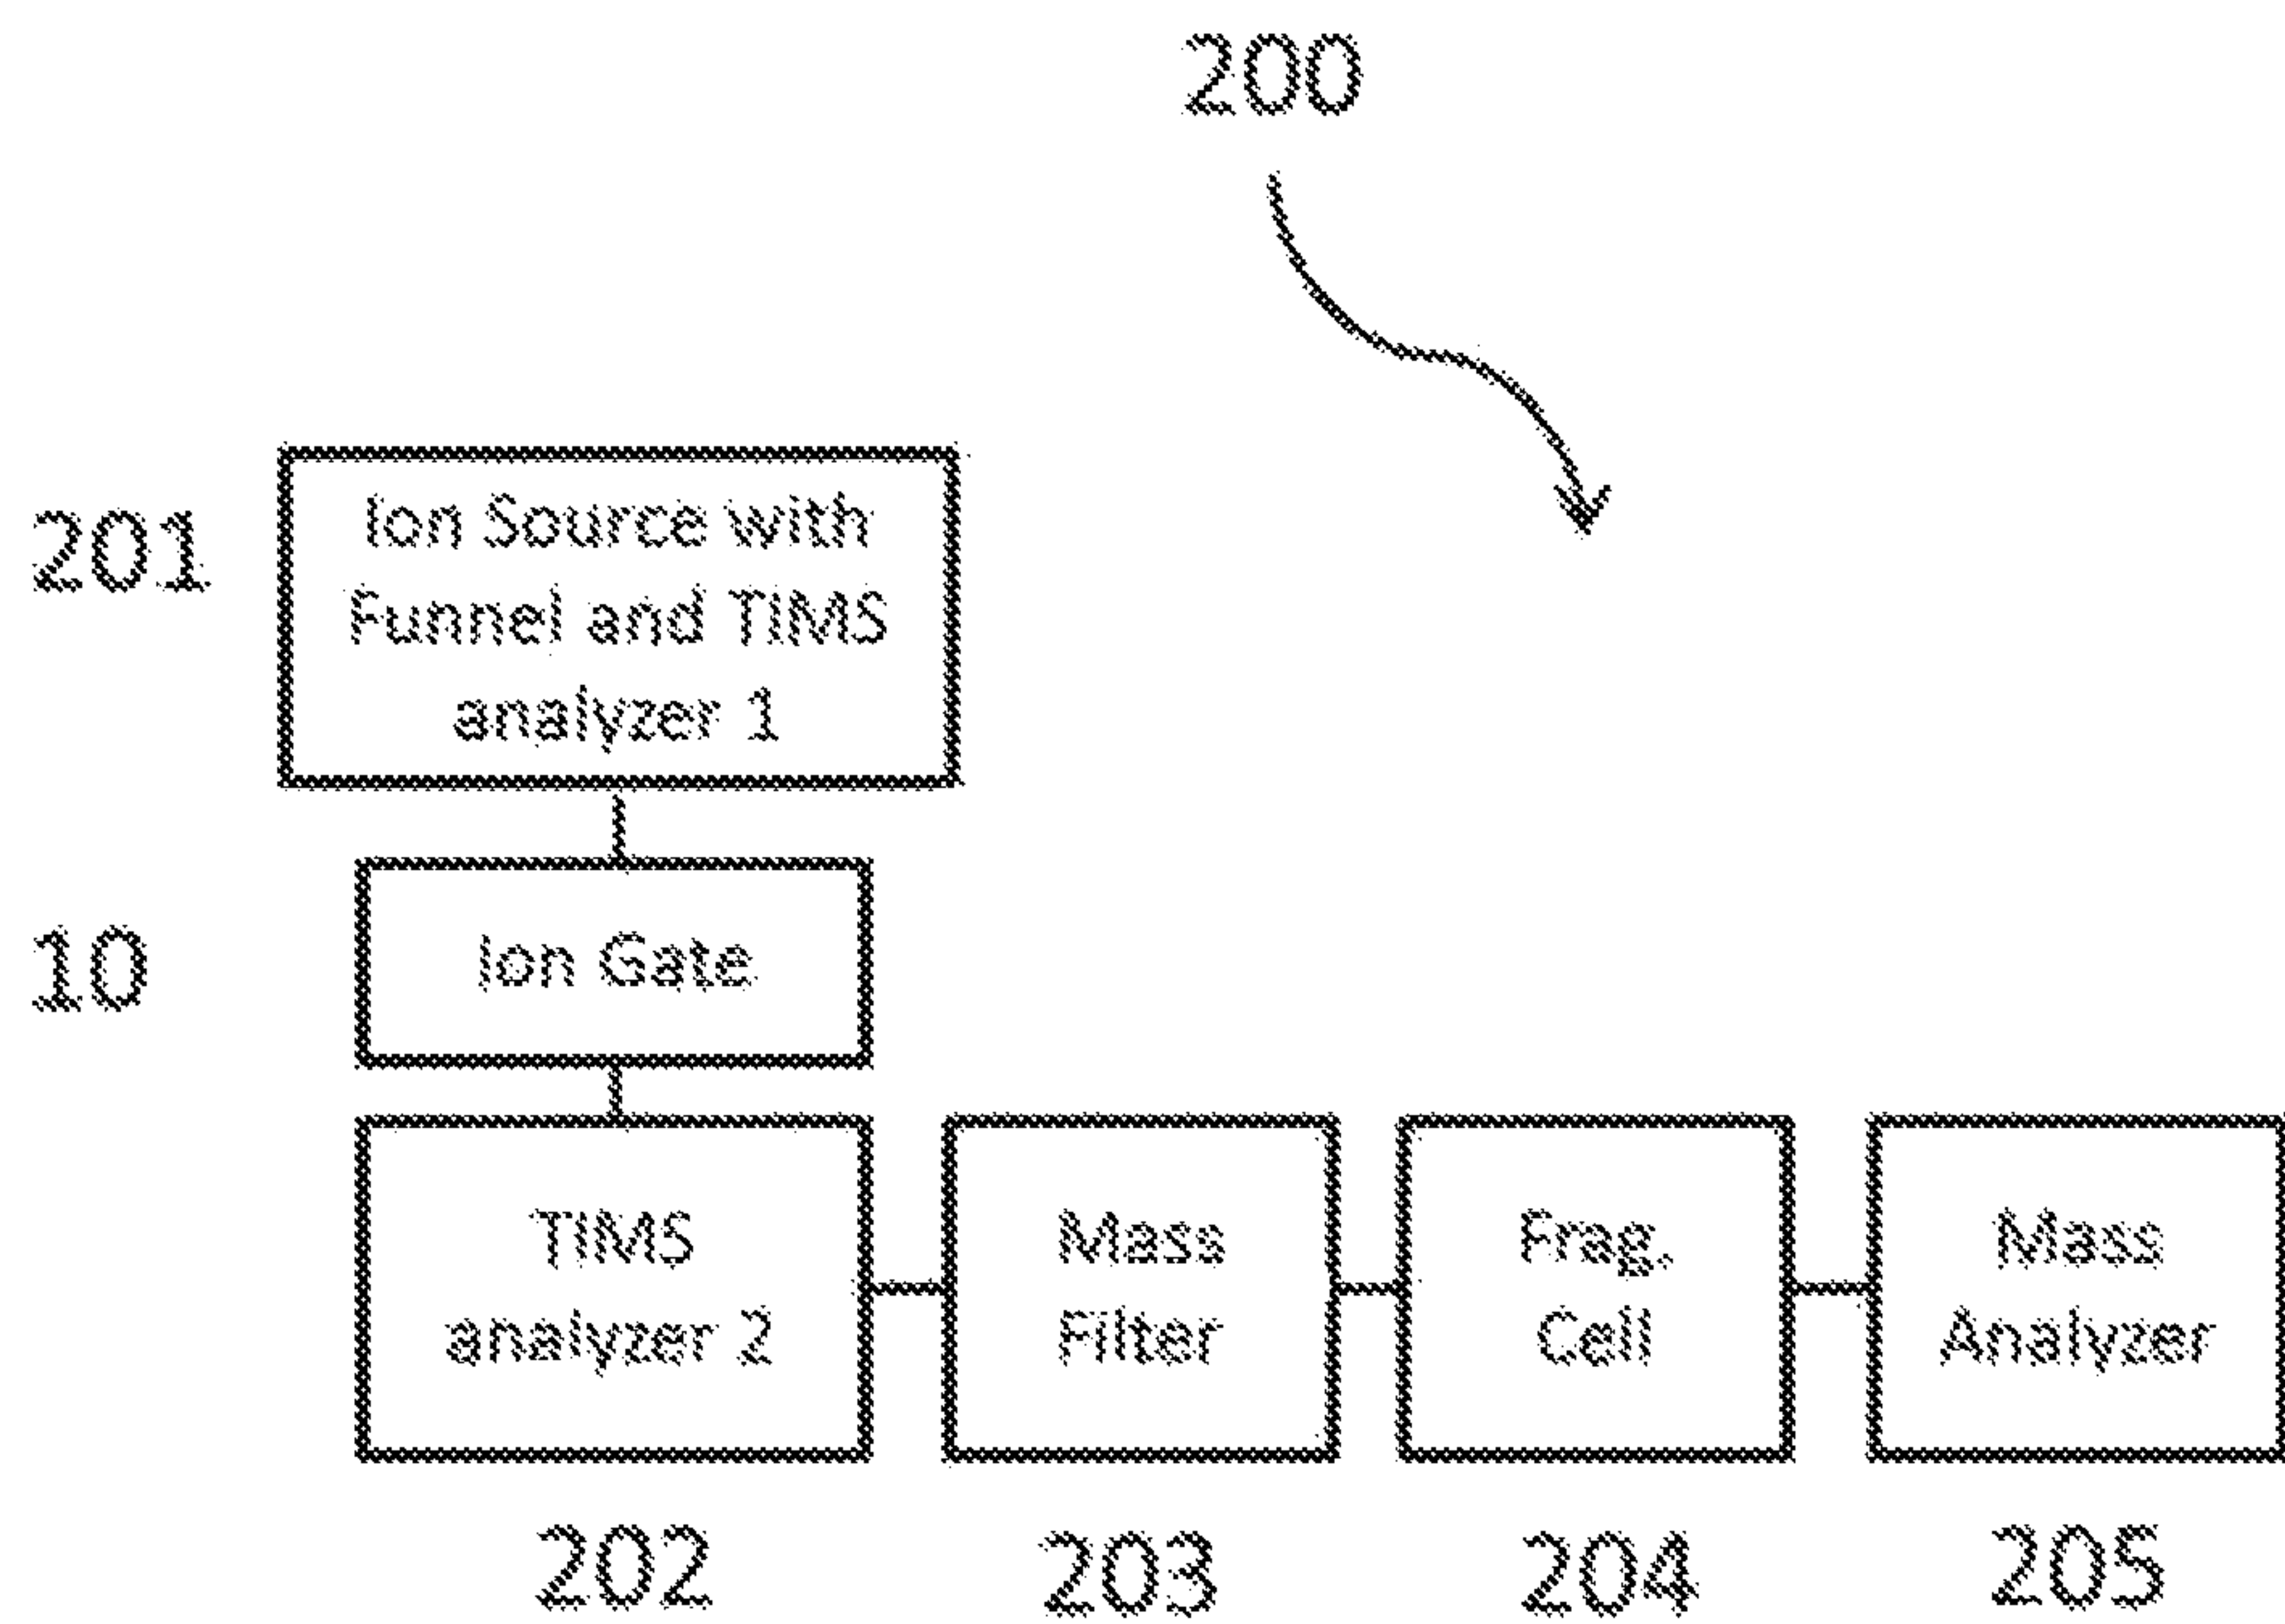 200
201
Ion Source with
Funnel and TIMS
analyzer 1
10
Ion Gate
TIMS
analyzer 2
Mass
Filter
Frag.
Cell
Mass
Analyzer
202
203
204
205